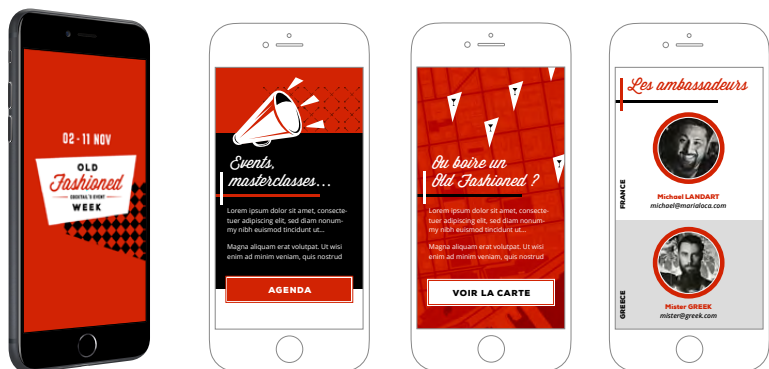 02 - 11 NOV
OLD
Fashioned
COCKTAIL'S EVENT
WEEK
Events,
masterclasses...
Lorem ipsum dolor sit amet, consecte-
tuer adipiscing elit, sed diam nonum-
my nibh euismod tincidunt ut...
Magna aliquam erat volutpat. Ut wisi
enim ad minim veniam, quis nostrud
AGENDA
Ou boire un
Old Fashioned ?
Lorem ipsum dolor sit amet, consecte-
tuer adipiscing elit, sed diam nonum-
my nibh euismod tincidunt ut...
Magna aliquam erat volutpat. Ut wisi
enim ad minim veniam, quis nostrud
VOIR LA CARTE
Les ambassadeurs
FRANCE
Michael LANDART
michael@marialoca.com
GREECE
Mister GREEK
mister@greek.com